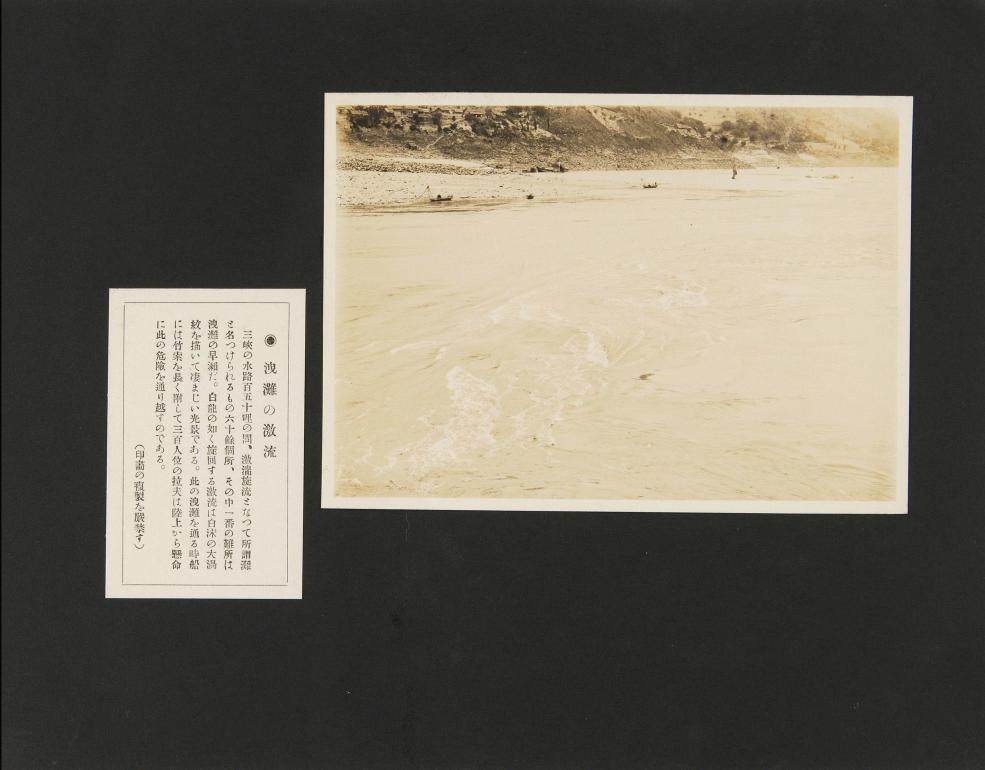 ◉ 洩灘の激流
三峽の水路百五十哩の間、激湍旋流となつて所謂灘
と名つけられるもの六十餘個所、その中一番の難所は
洩灘の早瀬だ。白龍の如く旋回する激流は白沫の大渦
紋を描いて凄まじい光景である。此の洩灘を通る時船
には竹索を長く附して三百人位の拉夫は陸上から懸命
に此の危險を通り越すのである。
（印畵の複製を嚴禁す）